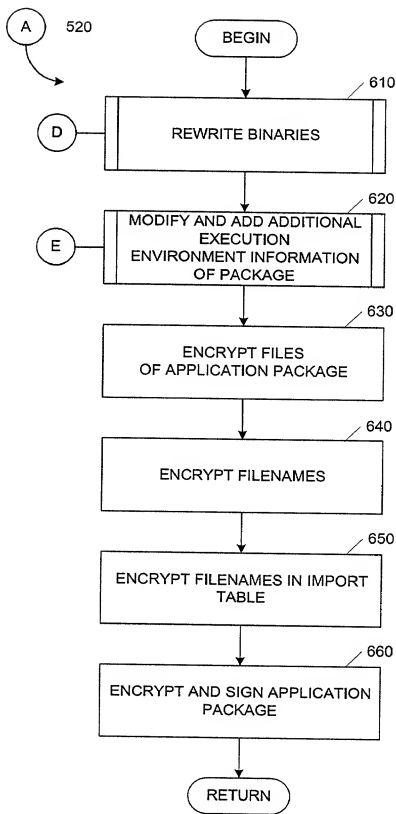 A 520
BEGIN
610
D
REWRITE BINARIES
620
E
MODIFY AND ADD ADDITIONAL
EXECUTION
ENVIRONMENT INFORMATION
OF PACKAGE
630
ENCRYPT FILES
OF APPLICATION PACKAGE
640
ENCRYPT FILENAMES
650
ENCRYPT FILENAMES IN IMPORT
TABLE
660
ENCRYPT AND SIGN APPLICATION
PACKAGE
RETURN